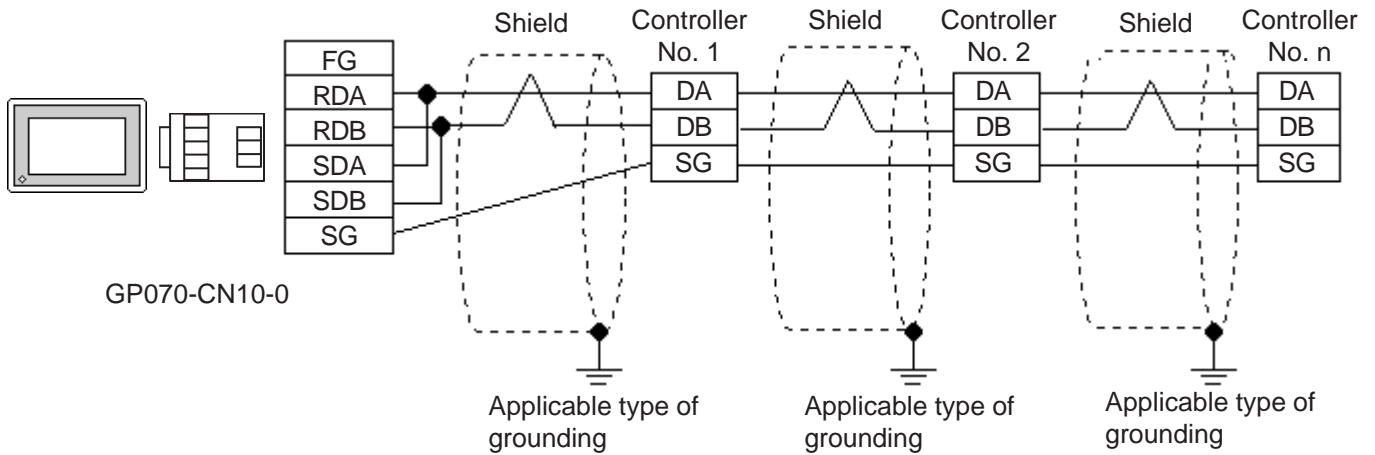 Shield
Controller
No. 1
Shield
Controller
No. 2
Shield
Controller
No. n
FG
RDA
RDB
SDA
SDB
SG
DA
DB
SG
DA
DB
SG
DA
DB
SG
GP070-CN10-0
Applicable type of
grounding
Applicable type of
grounding
Applicable type of
grounding